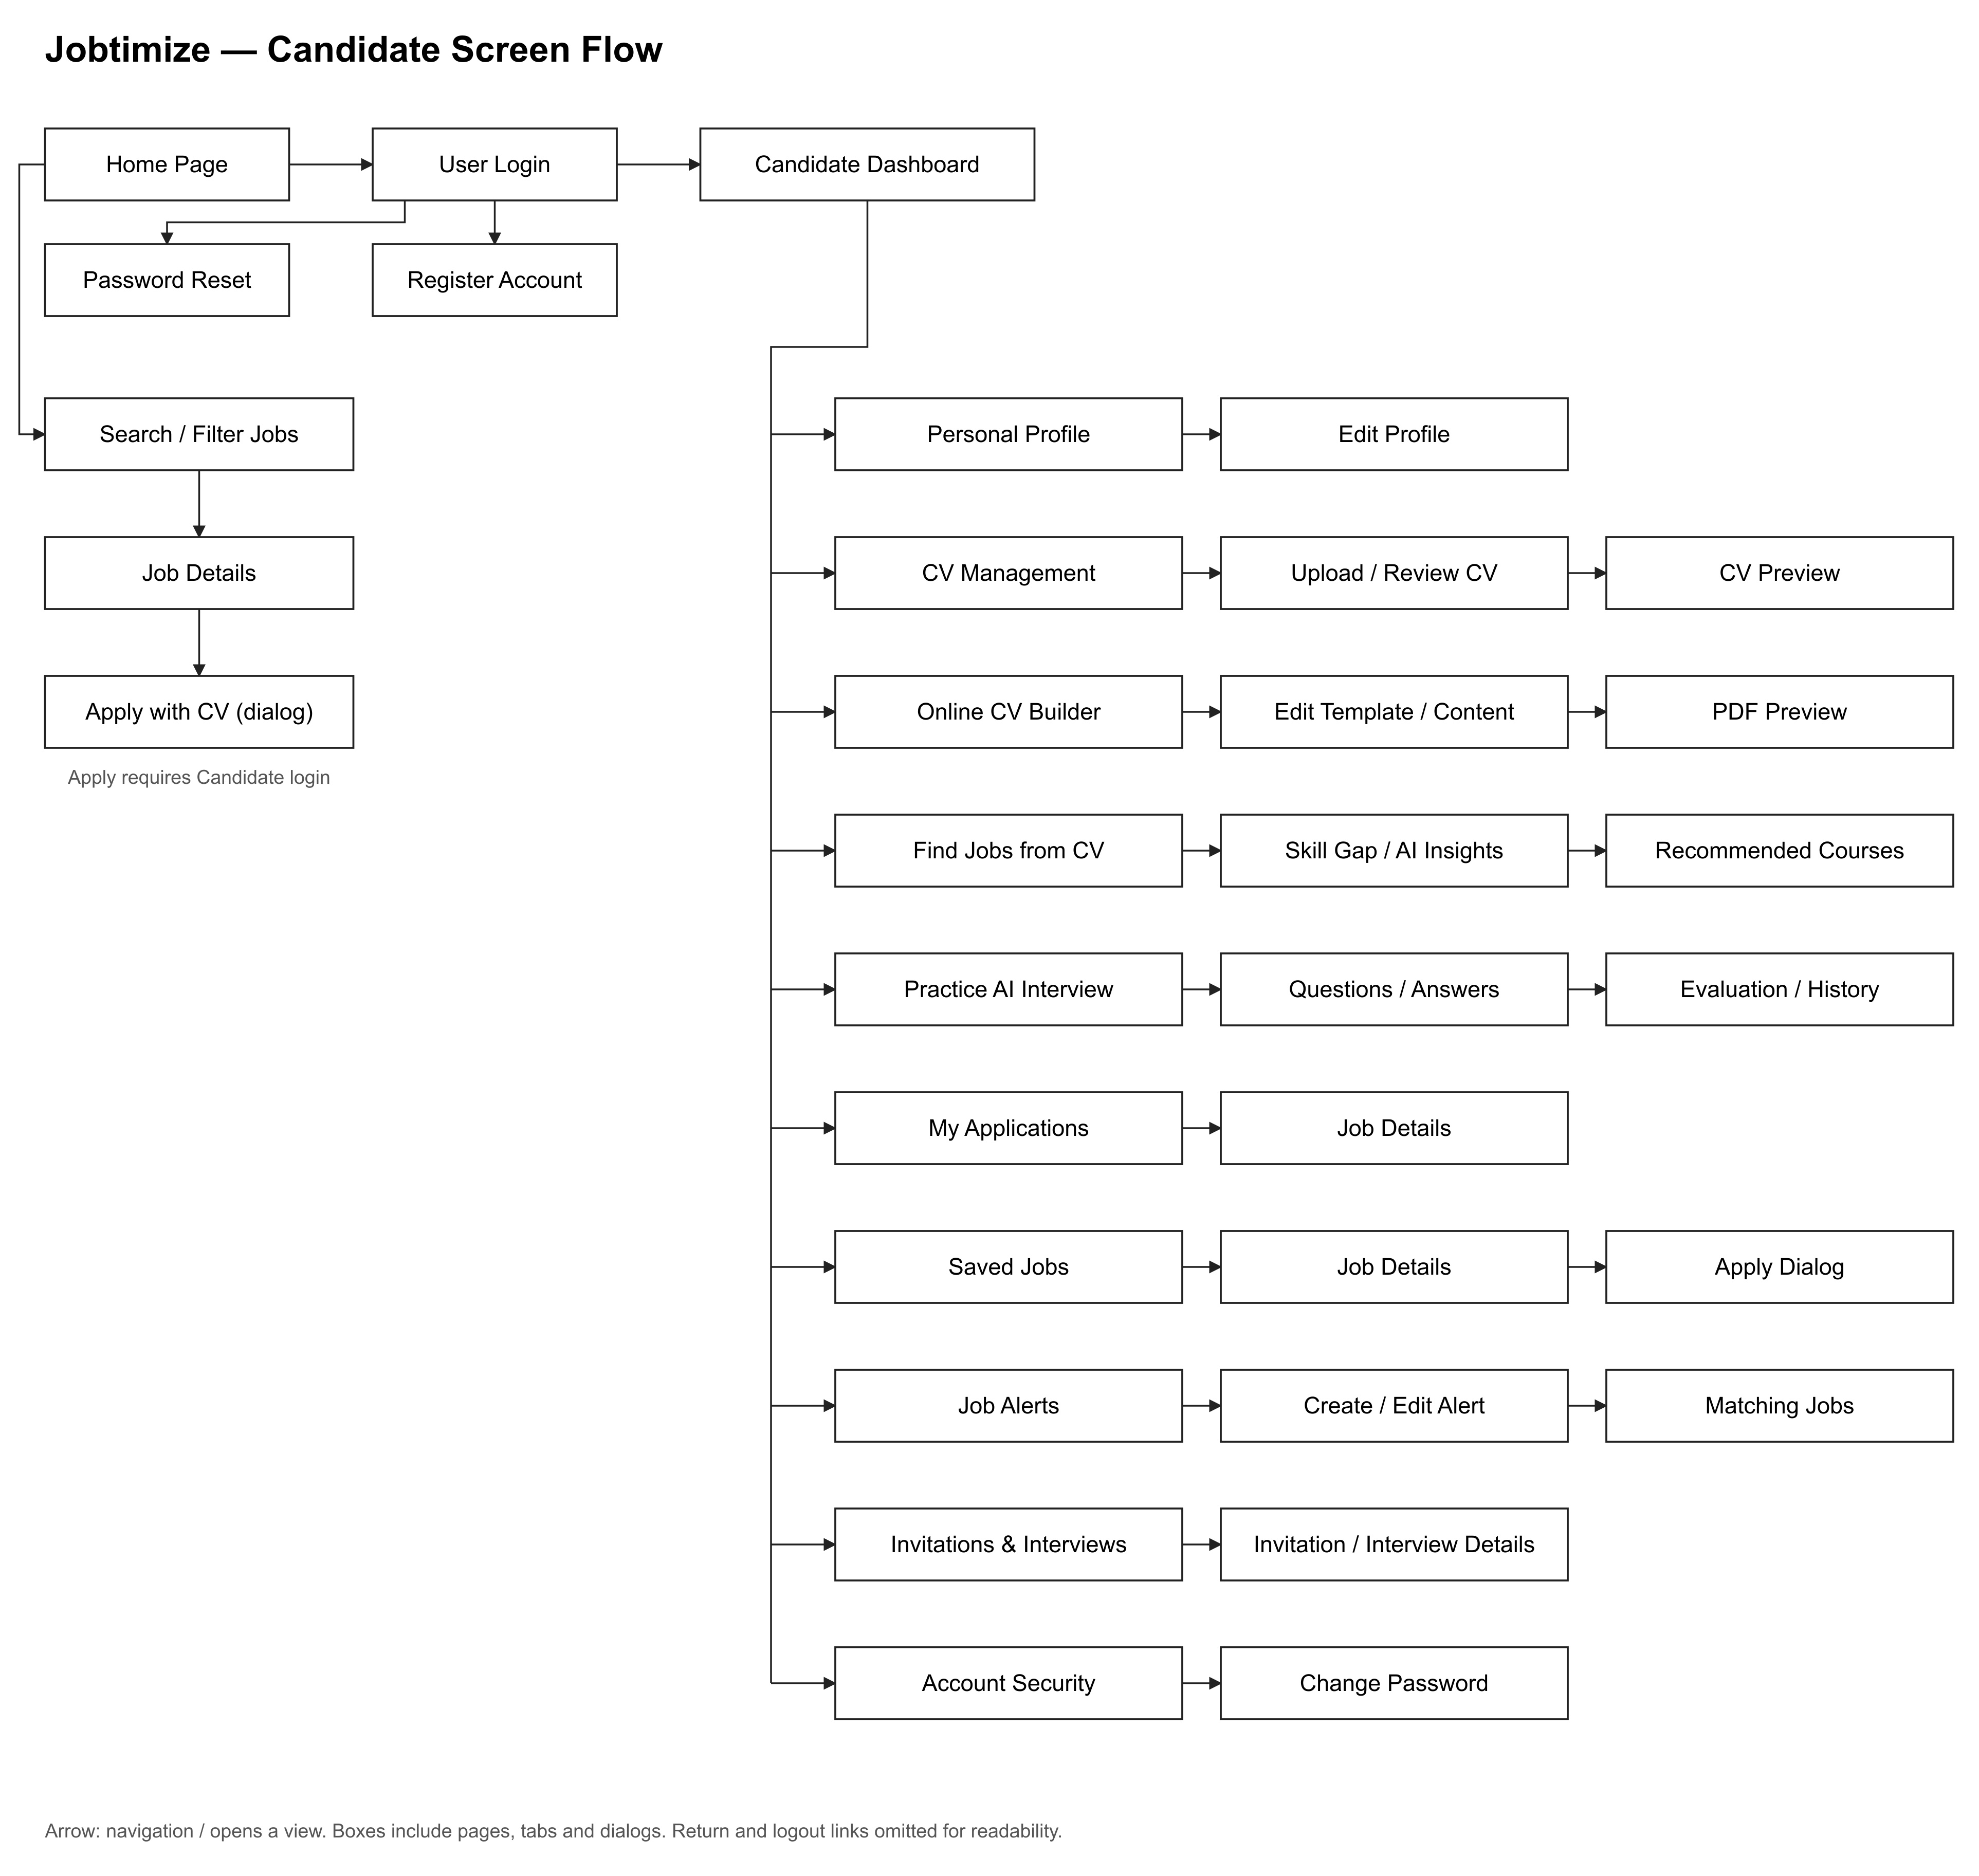 Jobtimize — Candidate Screen Flow
Home Page
User Login
Candidate Dashboard
Password Reset
Register Account
Search / Filter Jobs
Personal Profile
Edit Profile
Job Details
CV Management
Upload / Review CV
CV Preview
Apply with CV (dialog)
Online CV Builder
Edit Template / Content
PDF Preview
Apply requires Candidate login
Find Jobs from CV
Skill Gap / AI Insights
Recommended Courses
Practice AI Interview
Questions / Answers
Evaluation / History
My Applications
Job Details
Saved Jobs
Job Details
Apply Dialog
Job Alerts
Create / Edit Alert
Matching Jobs
Invitations & Interviews
Invitation / Interview Details
Account Security
Change Password
Arrow: navigation / opens a view. Boxes include pages, tabs and dialogs. Return and logout links omitted for readability.